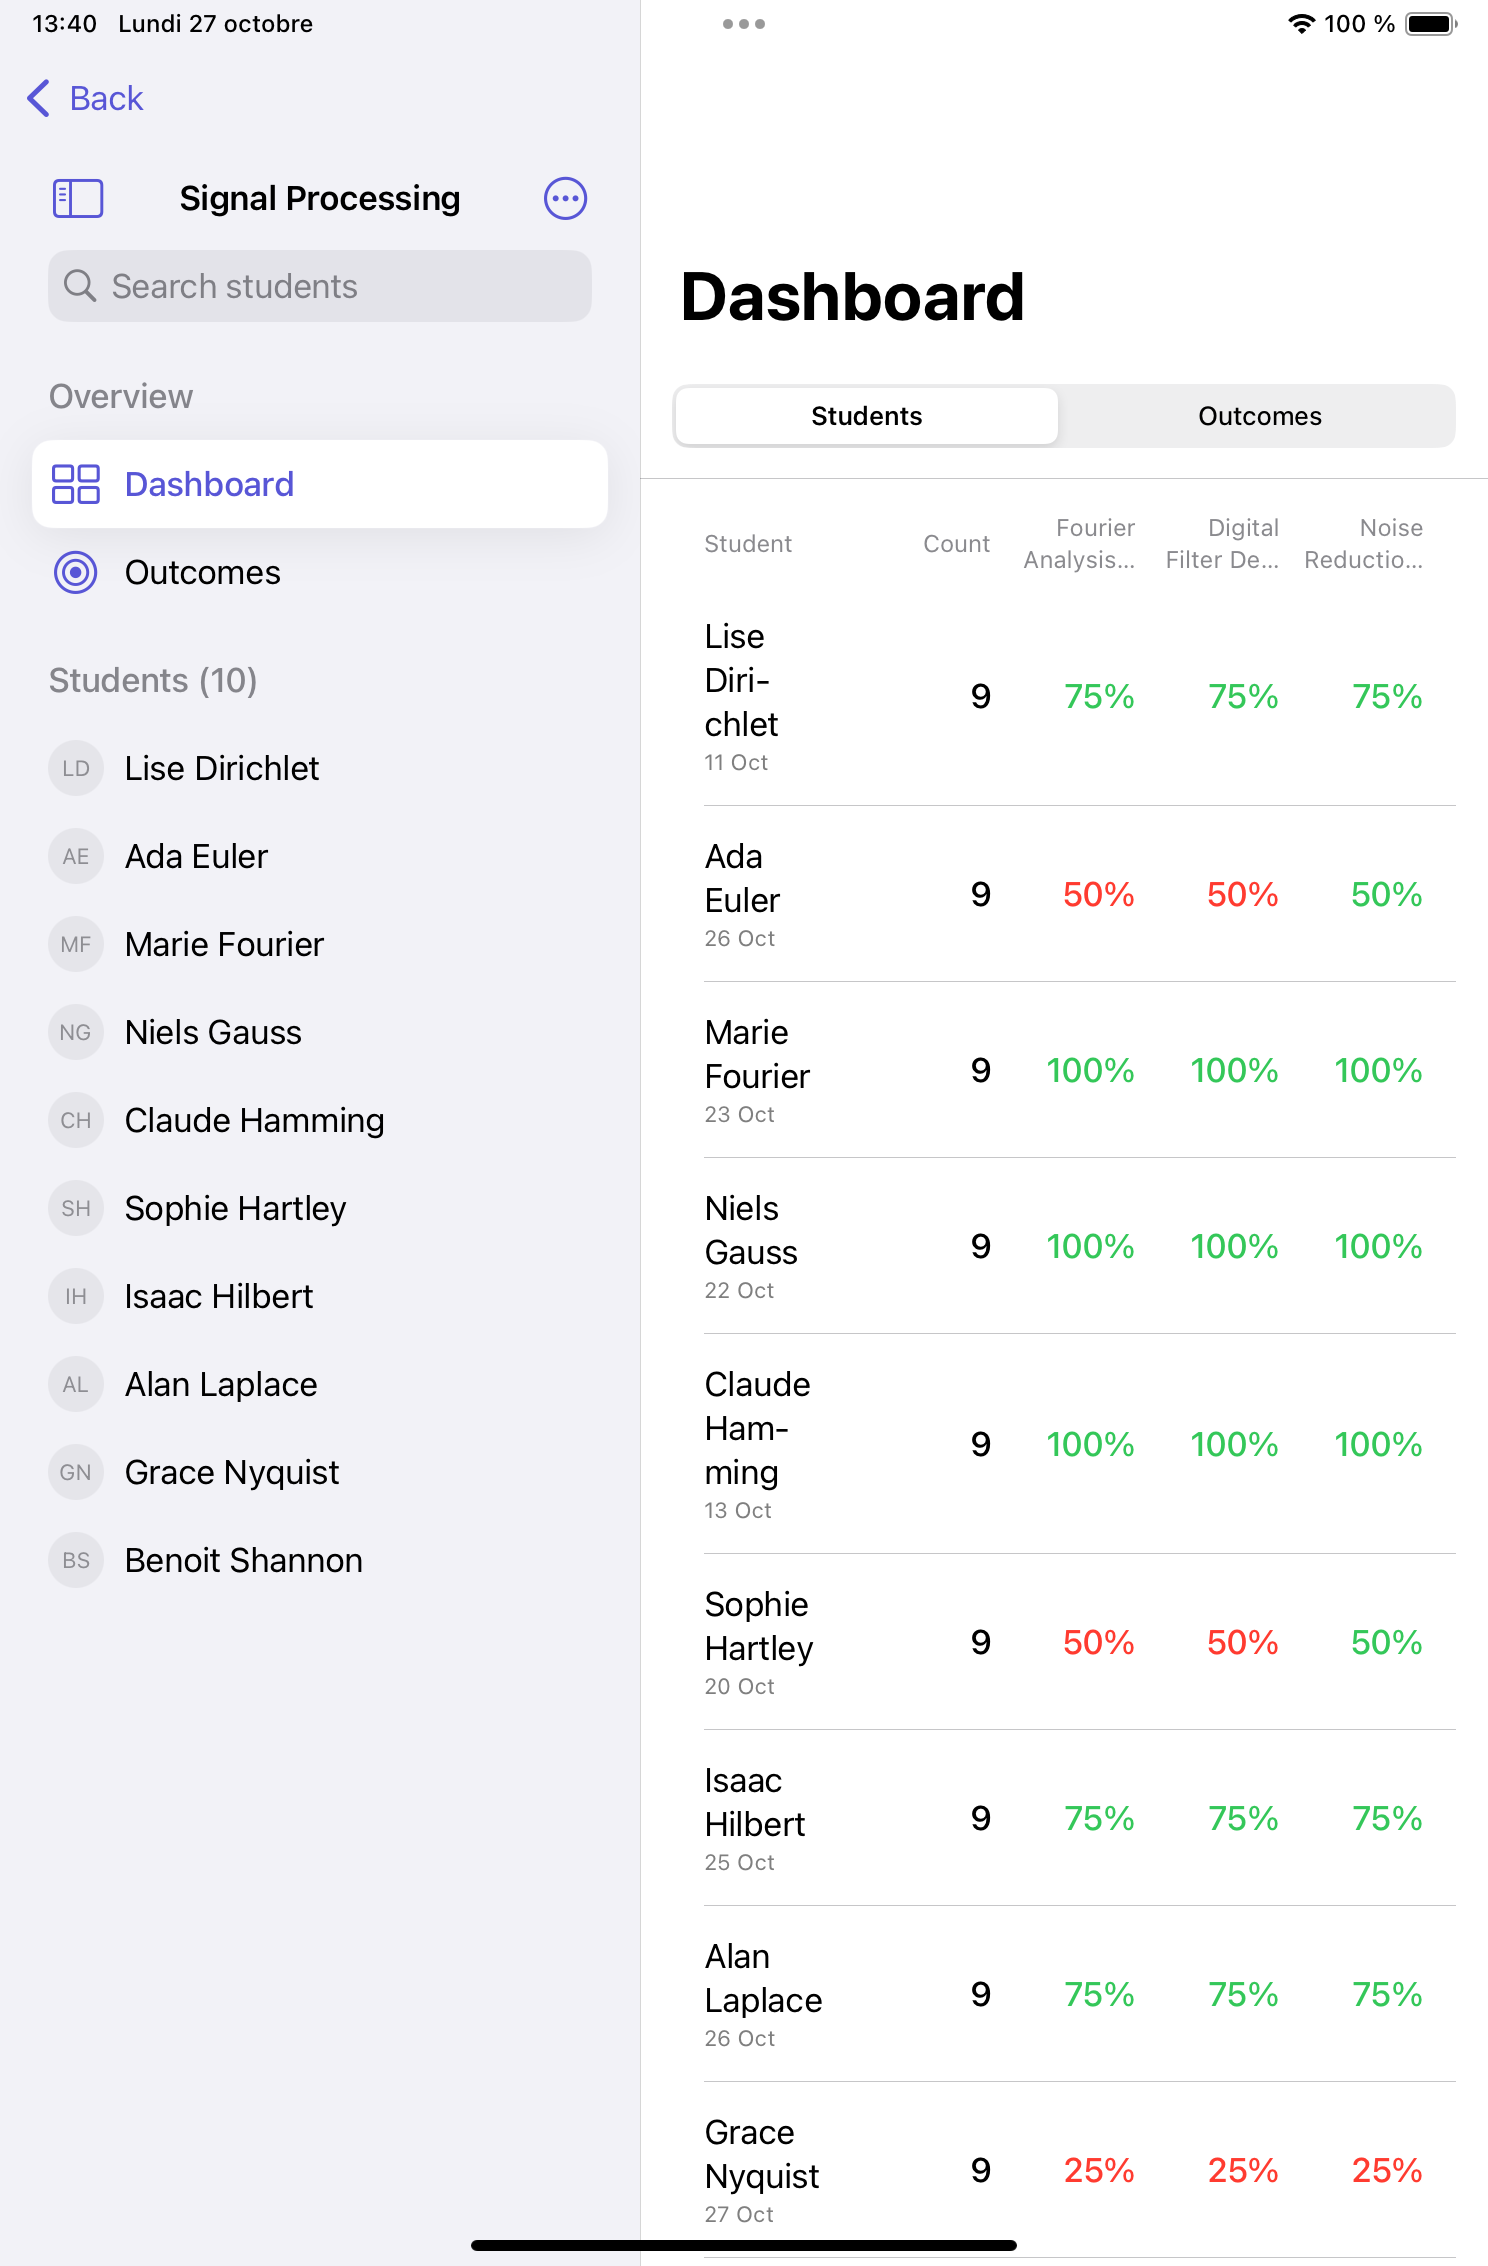 13:40 Lundi 27 octobre
100 %
Back
Signal Processing
Search students
Overview
Dashboard
Outcomes
Students (10)
LD Lise Dirichlet
AE Ada Euler
MF Marie Fourier
NG Niels Gauss
CH Claude Hamming
SH Sophie Hartley
IH Isaac Hilbert
AL Alan Laplace
GN Grace Nyquist
BS Benoit Shannon
Dashboard
Students Outcomes
Student Count Fourier Analysis... Digital Filter De... Noise Reductio...
Lise
Diri-
chlet
11 Oct
9 75% 75% 75%
Ada
Euler
26 Oct
9 50% 50% 50%
Marie
Fourier
23 Oct
9 100% 100% 100%
Niels
Gauss
22 Oct
9 100% 100% 100%
Claude
Ham-
ming
13 Oct
9 100% 100% 100%
Sophie
Hartley
20 Oct
9 50% 50% 50%
Isaac
Hilbert
25 Oct
9 75% 75% 75%
Alan
Laplace
26 Oct
9 75% 75% 75%
Grace
Nyquist
27 Oct
9 25% 25% 25%